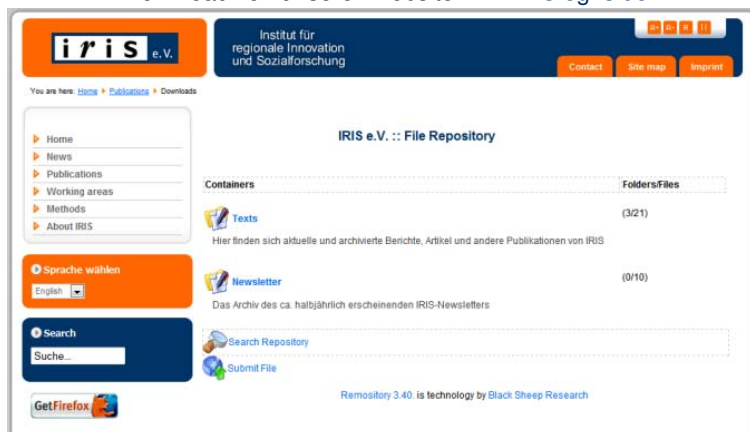 iris e.V.
Institut für
regionale Innovation
und Sozialforschung
A+ A- R
Contact Site map Imprint
You are here: Home Publications Downloads
Home
News
Publications
Working areas
Methods
About IRIS
IRIS e.V. :: File Repository
Containers Folders/Files
Texts (3/21)
Hier finden sich aktuelle und archivierte Berichte, Artikel und andere Publikationen von IRIS
Newsletter (0/10)
Das Archiv des ca. halbjährlich erscheinenden IRIS-Newsletters
Sprache wählen
English
Search
Suche...
Search Repository
Submit File
Remository 3.40. is technology by Black Sheep Research
GetFirefox